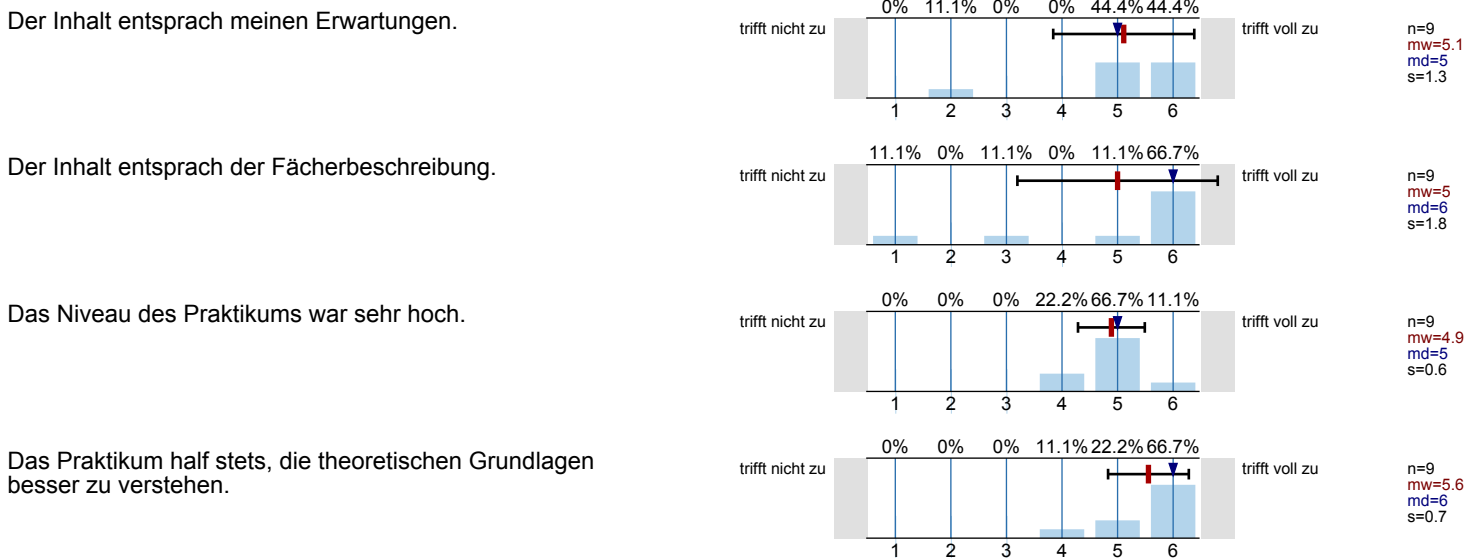 Der Inhalt entsprach meinen Erwartungen.
0% 11.1% 0% 0% 44.4% 44.4%
trifft nicht zu
trifft voll zu
n=9
mw=5.1
md=5
s=1.3
1 2 3 4 5 6
Der Inhalt entsprach der Fächerbeschreibung.
11.1% 0% 11.1% 0% 11.1% 66.7%
trifft nicht zu
trifft voll zu
n=9
mw=5
md=6
s=1.8
1 2 3 4 5 6
Das Niveau des Praktikums war sehr hoch.
0% 0% 0% 22.2% 66.7% 11.1%
trifft nicht zu
trifft voll zu
n=9
mw=4.9
md=5
s=0.6
1 2 3 4 5 6
Das Praktikum half stets, die theoretischen Grundlagen
besser zu verstehen.
0% 0% 0% 11.1% 22.2% 66.7%
trifft nicht zu
trifft voll zu
n=9
mw=5.6
md=6
s=0.7
1 2 3 4 5 6